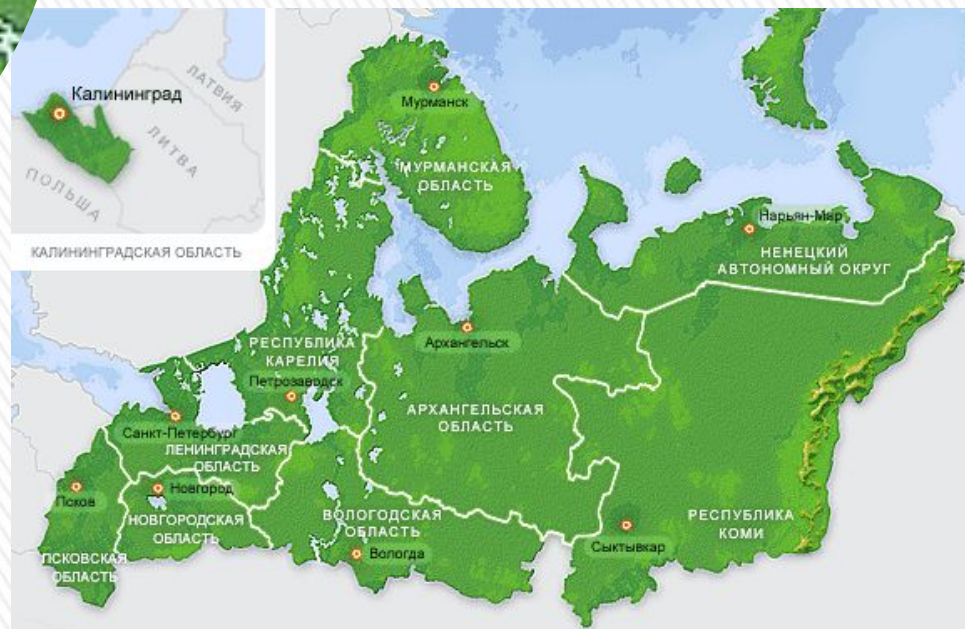 Калининград
ЛАТВИЯ
ЛИТВА
ПОЛЬША
КАЛИНИНГРАДСКАЯ ОБЛАСТЬ
Мурманск
МУРМАНСКАЯ
ОБЛАСТЬ
Нарьян-Мар
НЕНЕЦКИЙ
АВТОНОМНЫЙ ОКРУГ
РЕСПУБЛИКА
КАРЕЛИЯ
Петрозаводск
Архангельск
АРХАНГЕЛЬСКАЯ
ОБЛАСТЬ
Санкт-Петербург
ЛЕНИНГРАДСКАЯ
ОБЛАСТЬ
Псков
Новгород
НОВГОРОДСКАЯ
ОБЛАСТЬ
ПСКОВСКАЯ
ОБЛАСТЬ
ВОЛОГОДСКАЯ
ОБЛАСТЬ
Вологда
Сыктывкар
РЕСПУБЛИКА
КОМИ